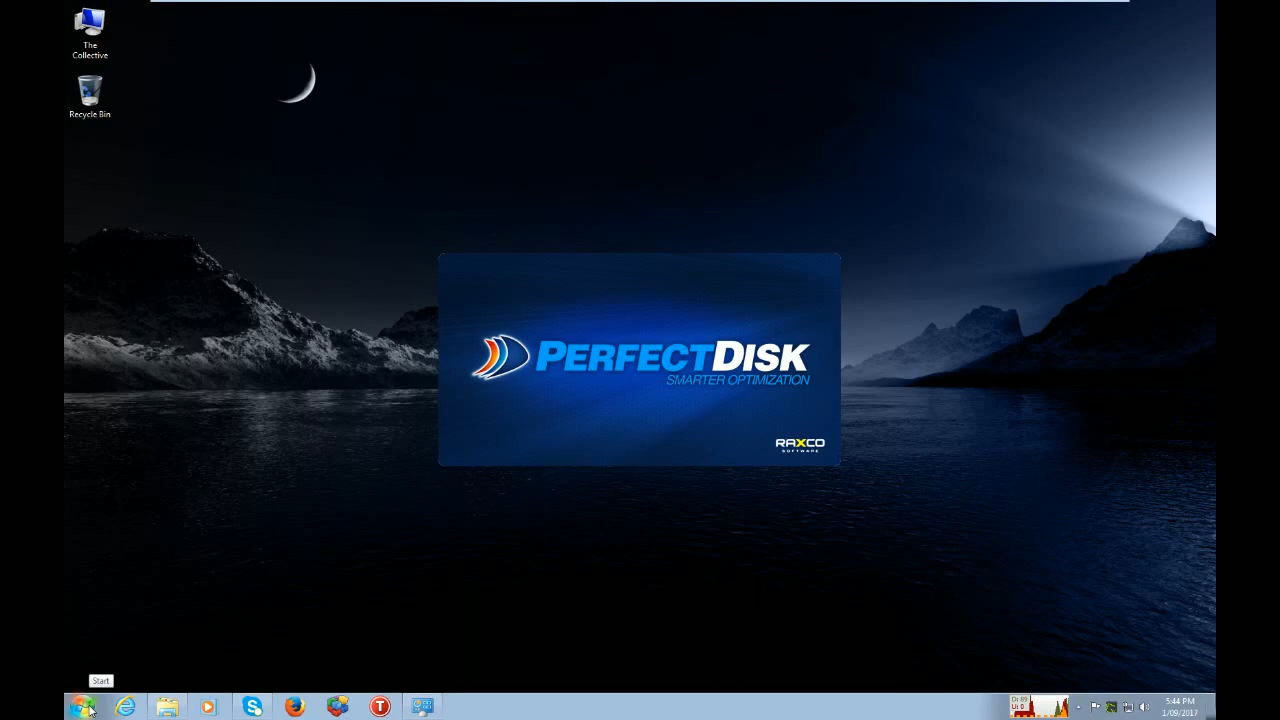 The
Collective
Recycle Bin
PERFECTDISK
SMARTER OPTIMIZATION
RAXCO
SOFTWARE
Start
T
5:44 PM
1/09/2017